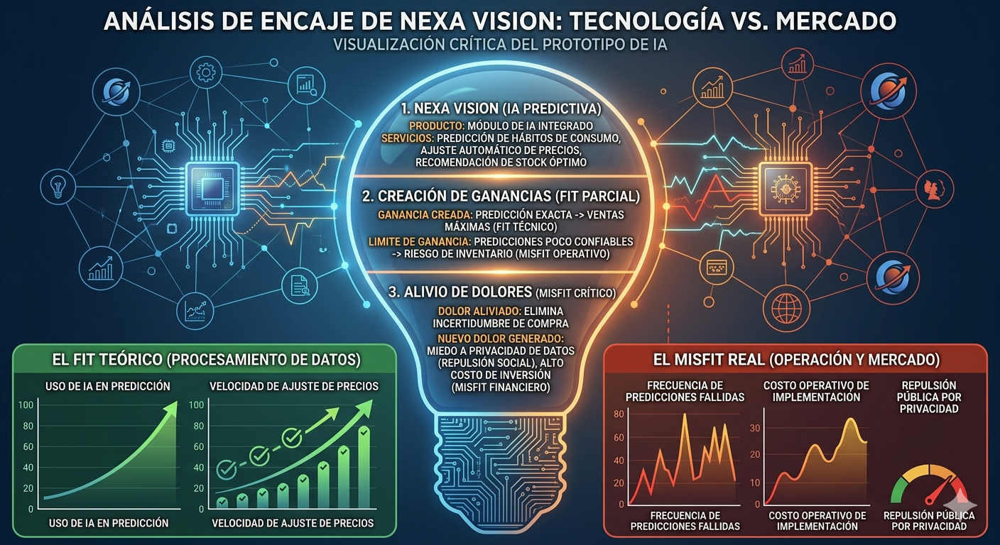 ANÁLISIS DE ENCAJE DE NEXA VISION: TECNOLOGÍA VS. MERCADO
VISUALIZACIÓN CRÍTICA DEL PROTOTIPO DE IA
1. NEXA VISION (IA PREDICTIVA)
PRODUCTO: MÓDULO DE IA INTEGRADO
SERVICIOS: PREDICCIÓN DE HÁBITOS DE CONSUMO,
AJUSTE AUTOMÁTICO DE PRECIOS,
RECOMENDACIÓN DE STOCK ÓPTIMO
2. CREACIÓN DE GANANCIAS (FIT PARCIAL)
GANANCIA CREADA: PREDICCIÓN EXACTA -> VENTAS
MÁXIMAS (FIT TÉCNICO)
LIMITE DE GANANCIA: PREDICCIONES POCO CONFIABLES
-> RIESGO DE INVENTARIO (MISFIT OPERATIVO)
3. ALIVIO DE DOLORES (MISFIT CRÍTICO)
DOLOR ALIVIADO: ELIMINA
INCERTIDUMBRE DE COMPRA
NUEVO DOLOR GENERADO:
MIEDO A PRIVACIDAD DE DATOS
(REPULSIÓN SOCIAL), ALTO
COSTO DE INVERSIÓN
(MISFIT FINANCIERO)
EL FIT TEÓRICO (PROCESAMIENTO DE DATOS)
USO DE IA EN PREDICCIÓN
100
80
60
40
20
0
USO DE IA EN PREDICCIÓN
VELOCIDAD DE AJUSTE DE PRECIOS
100
80
60
40
20
0
VELOCIDAD DE AJUSTE DE PRECIOS
EL MISFIT REAL (OPERACIÓN Y MERCADO)
FRECUENCIA DE
PREDICCIONES FALLIDAS
80
60
40
20
0
FRECUENCIA DE
PREDICCIONES FALLIDAS
COSTO OPERATIVO DE
IMPLEMENTACIÓN
30
20
10
0
COSTO OPERATIVO DE
IMPLEMENTACIÓN
REPULSIÓN
PÚBLICA POR
PRIVACIDAD
REPULSIÓN PÚBLICA
POR PRIVACIDAD